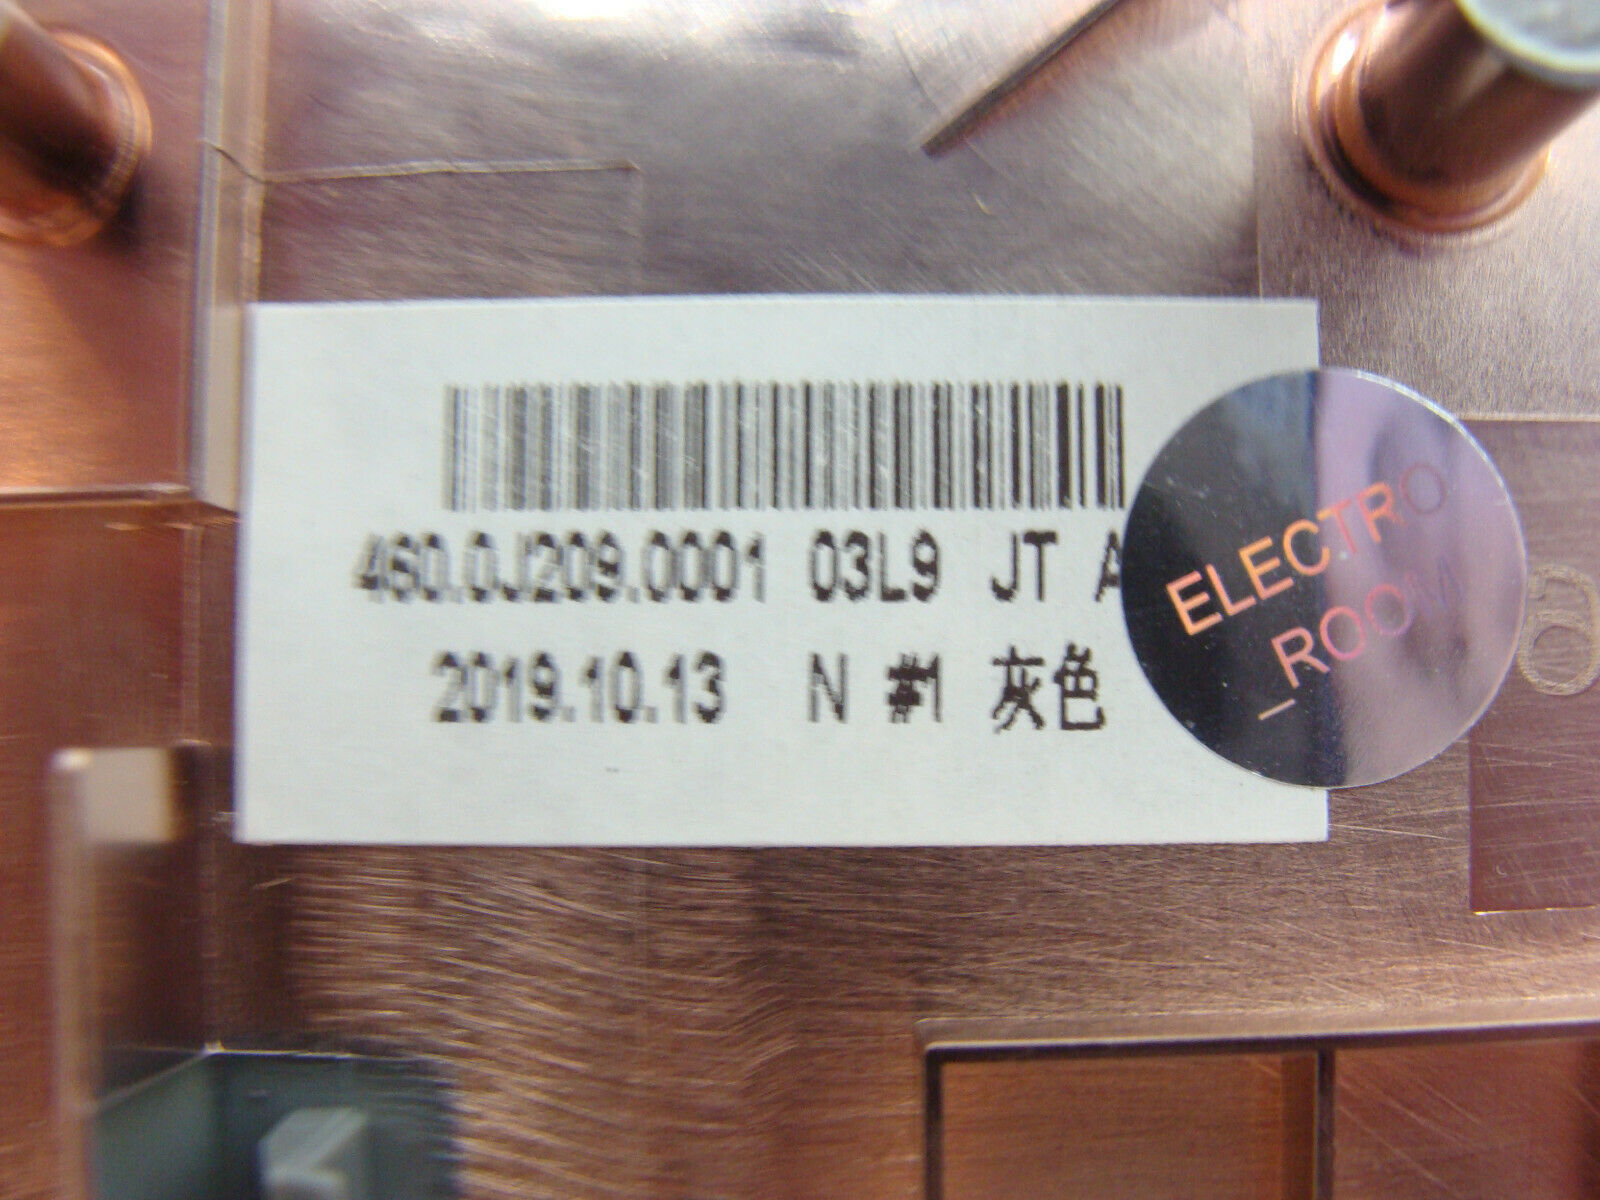 460.0J209.0001 03L9 JT A
2019.10.13 N #1 灰色
ELECTRO
_ROOM